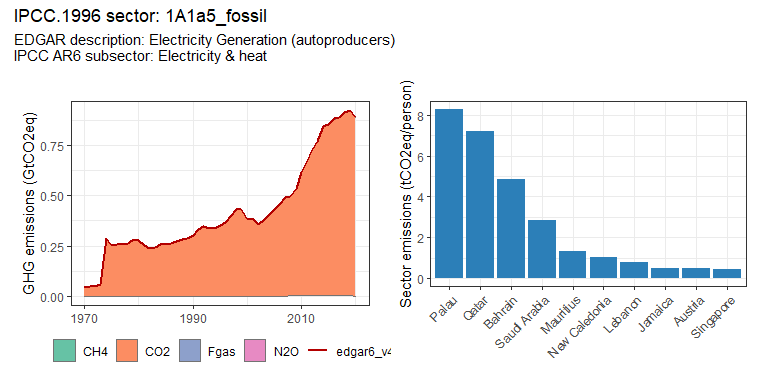 IPCC.1996 sector: 1A1a5_fossil
EDGAR description: Electricity Generation (autoproducers)
IPCC AR6 subsector: Electricity & heat
GHG emissions (GtCO2eq)
0.75
0.50
0.25
0.00
1970
1990
2010
CH4
CO2
Fgas
N2O
edgar6_v4
Sector emissions (tCO2eq/person)
8
6
4
2
0
Palau
Qatar
Bahrain
Saudi Arabia
Mauritius
New Caledonia
Lebanon
Jamaica
Austria
Singapore